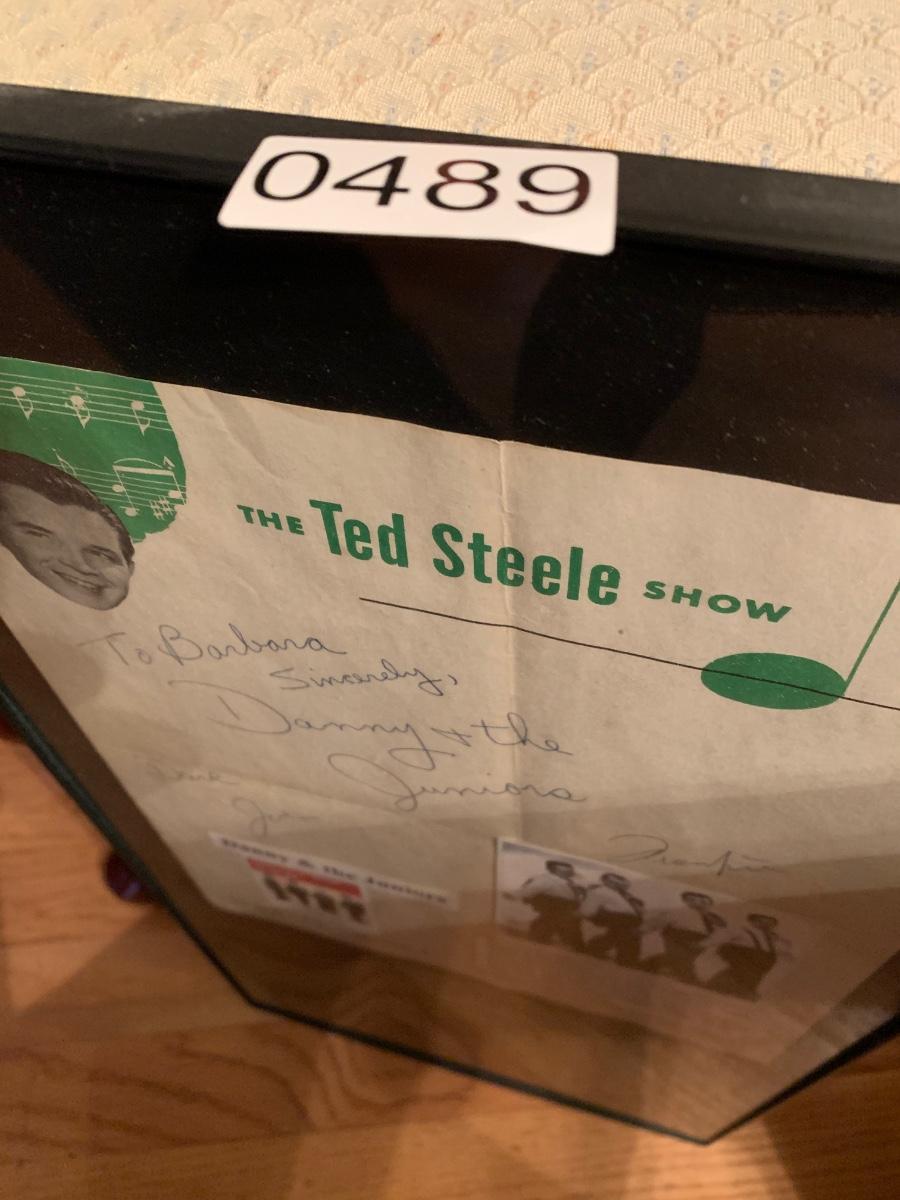 0489
THE Ted Steele SHOW
To Barbara
Sincerely,
Danny & the
Juniors
Danny & the Juniors